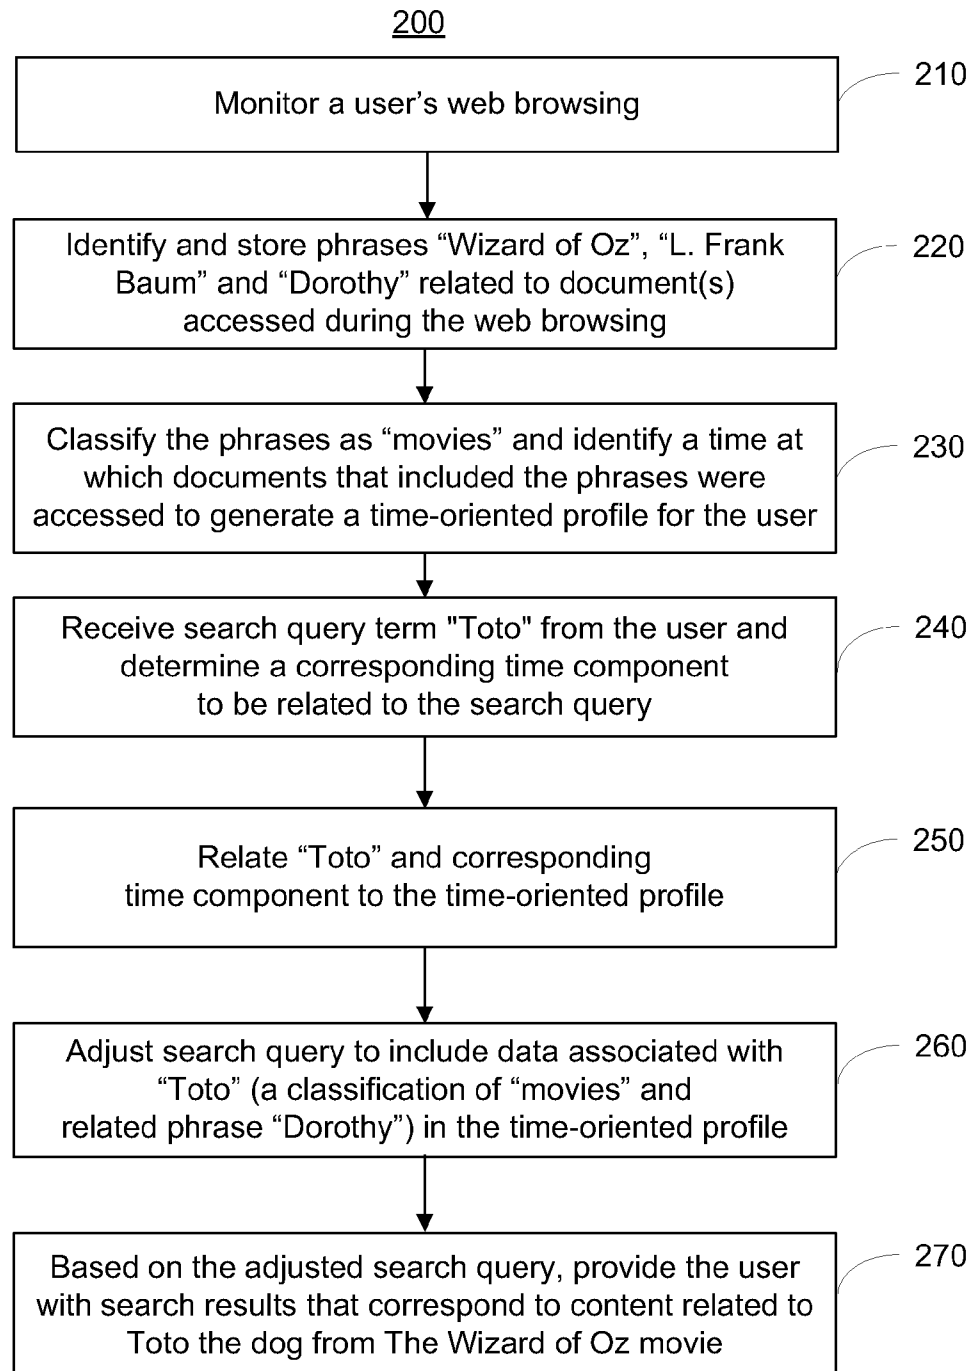 200
Monitor a user’s web browsing
210
Identify and store phrases “Wizard of Oz”, “L. Frank
Baum” and “Dorothy” related to document(s)
accessed during the web browsing
220
Classify the phrases as “movies” and identify a time at
which documents that included the phrases were
accessed to generate a time-oriented profile for the user
230
Receive search query term "Toto" from the user and
determine a corresponding time component
to be related to the search query
240
Relate “Toto” and corresponding
time component to the time-oriented profile
250
Adjust search query to include data associated with
“Toto” (a classification of “movies” and
related phrase “Dorothy”) in the time-oriented profile
260
Based on the adjusted search query, provide the user
with search results that correspond to content related to
Toto the dog from The Wizard of Oz movie
270